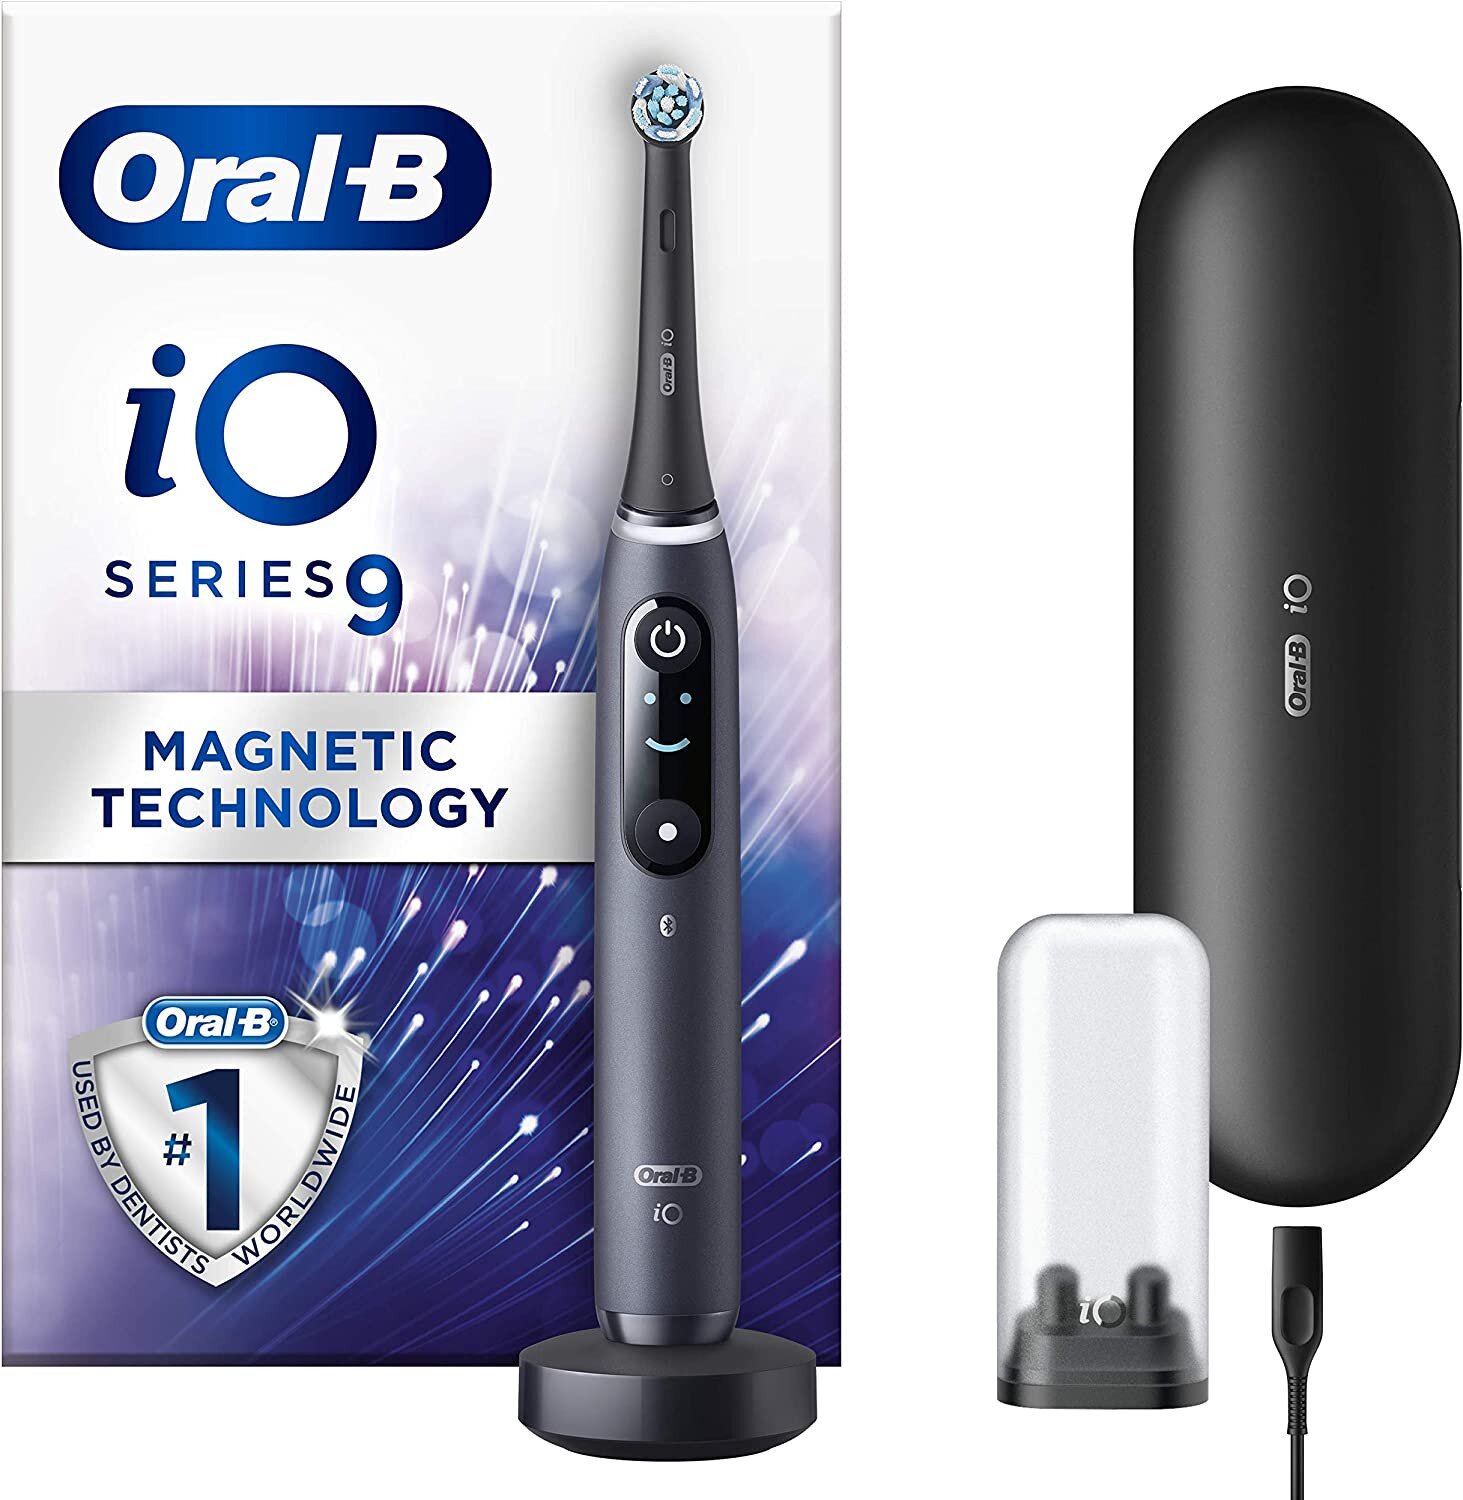 Oral-B
iO
SERIES 9
MAGNETIC
TECHNOLOGY
Oral-B®
#1
USED BY DENTISTS WORLDWIDE
Oral-B iO
Oral-B
iO
Oral-B iO
iO